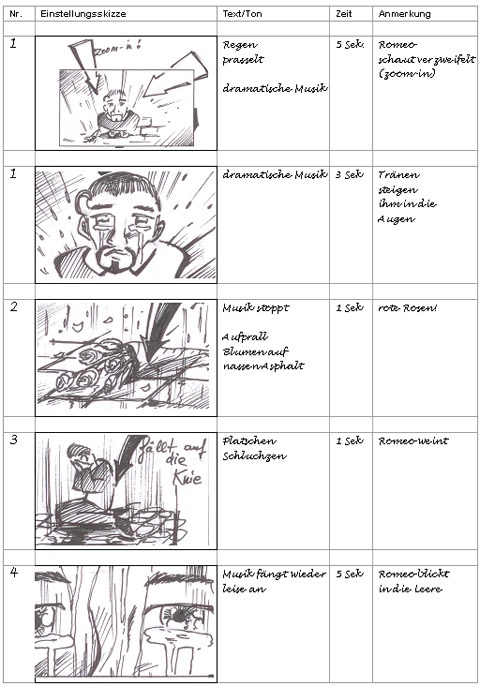 Nr. Einstellungsskizze Text/Ton Zeit Anmerkung
1
zoom-in!
Regen
prasselt
dramatische Musik
5 Sek.
Romeo
schaut verzweifelt
(zoom-in)
1
dramatische Musik
3 Sek
Tränen
steigen
ihm in die
Augen
2
Musik stoppt
Aufprall
Blumen auf
nassen Asphalt
1 Sek
rote Rosen!
3
fällt auf
die
Knie
Platschen
Schluchzen
1 Sek
Romeo weint
4
Musik fängt wieder
leise an
5 Sek
Romeo blickt
in die Leere